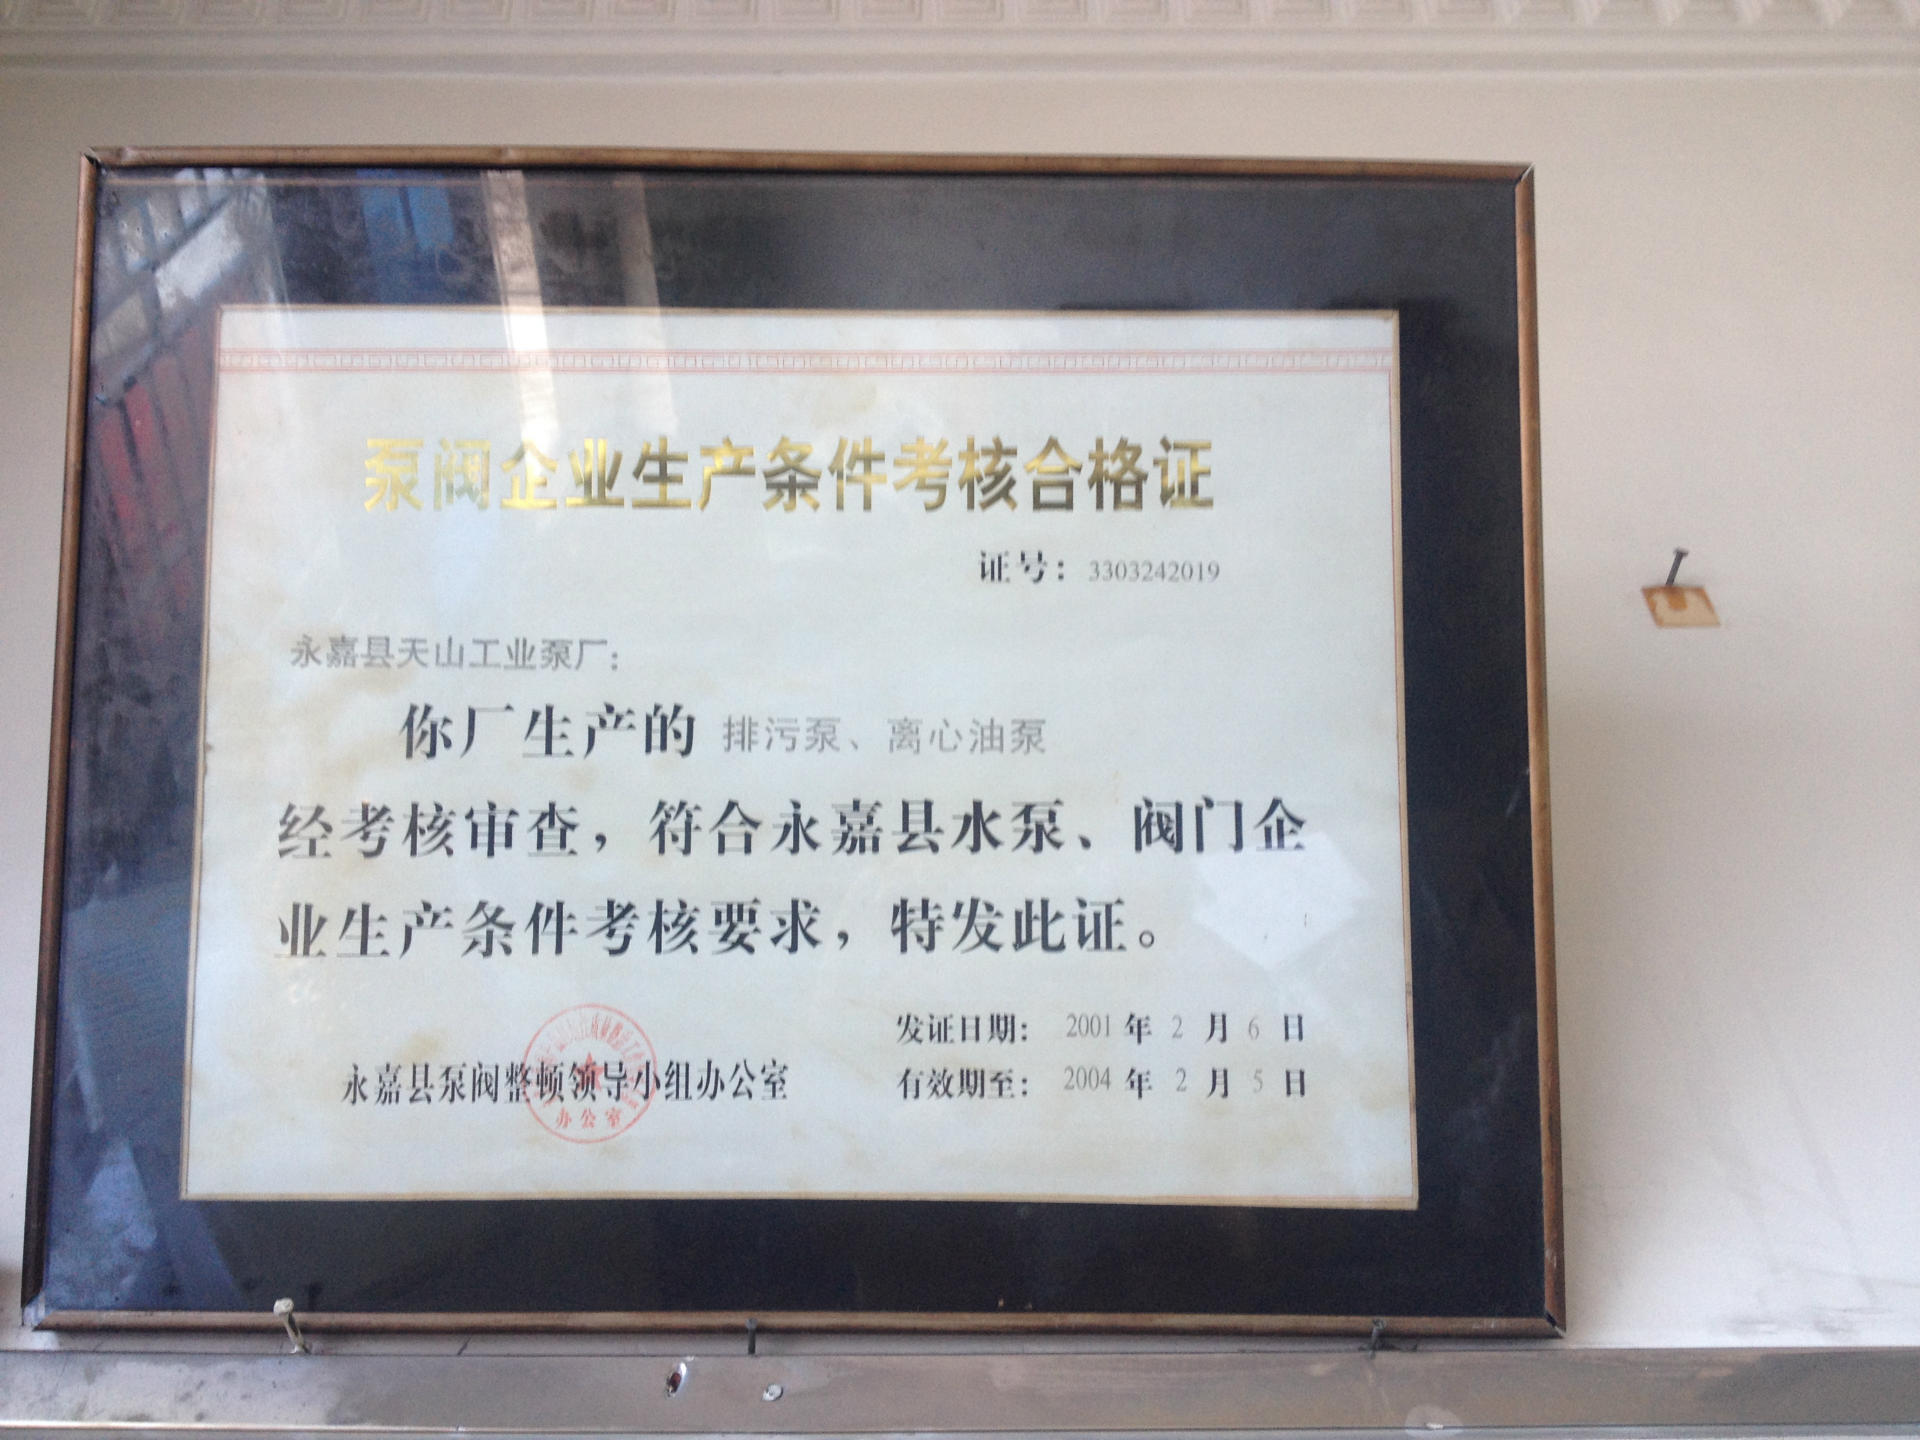 泵阀企业生产条件考核合格证
证号：3303242019
永嘉县天山工业泵厂：
你厂生产的 排污泵、离心油泵
经考核审查，符合永嘉县水泵、阀门企
业生产条件考核要求，特发此证。
发证日期： 2001 年 2 月 6 日
永嘉县泵阀整顿领导小组办公室
有效期至： 2004 年 2 月 5 日
办公室